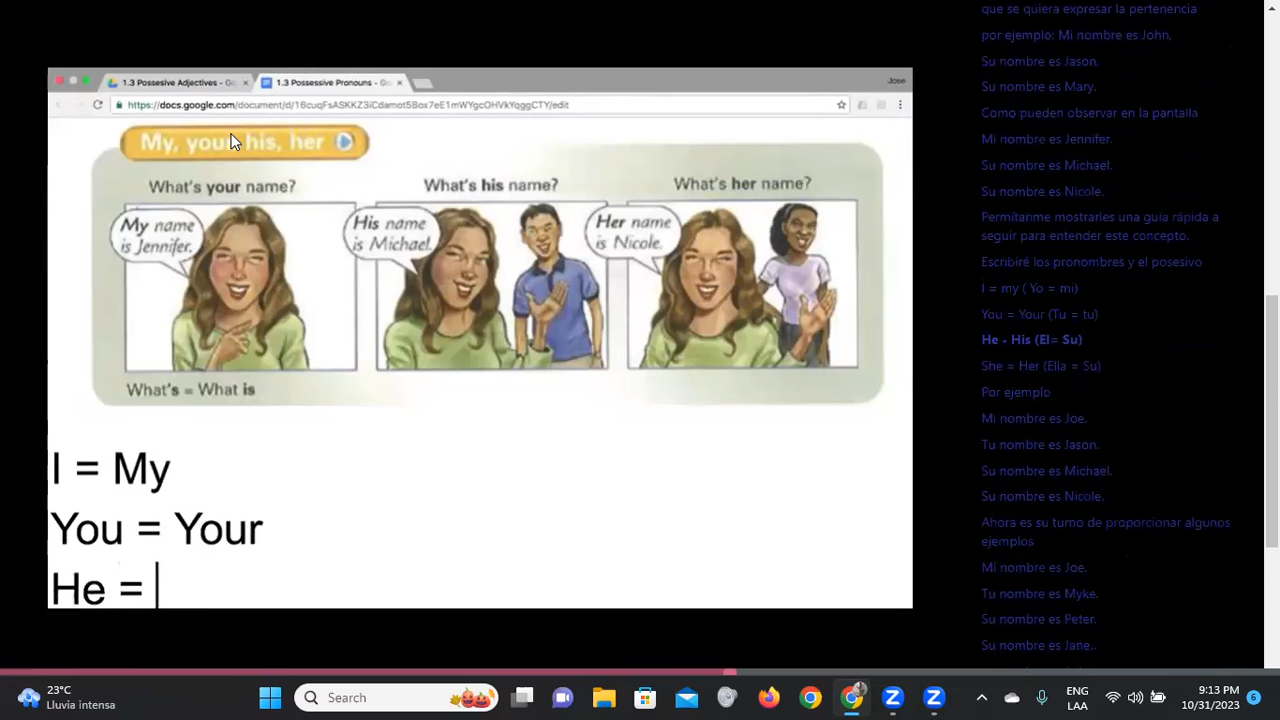 1.3 Possesive Adjectives - Go
1.3 Possessive Pronouns - Goo
Jose
https://docs.google.com/document/d/16cuqFsASKKZ3iCdamot5Box7eE1mWYgcOHVkYqggCTY/edit
My, your, his, her
What's your name?
My name
is Jennifer.
What's his name?
His name
is Michael.
What's her name?
Her name
is Nicole.
What's = What is
I = My
You = Your
He =
que se quiera expresar la pertenencia
por ejemplo: Mi nombre es John,
Su nombre es Jason.
Su nombre es Mary.
Como pueden observar en la pantalla
Mi nombre es Jennifer.
Su nombre es Michael.
Su nombre es Nicole.
Permítanme mostrarles una guía rápida a
seguir para entender este concepto.
Escribiré los pronombres y el posesivo
I = my ( Yo = mi)
You = Your (Tu = tu)
He - His (El= Su)
She = Her (Ella = Su)
Por ejemplo
Mi nombre es Joe.
Tu nombre es Jason.
Su nombre es Michael.
Su nombre es Nicole.
Ahora es su turno de proporcionar algunos
ejemplos
Mi nombre es Joe.
Tu nombre es Myke.
Su nombre es Peter.
Su nombre es Jane..
23°C
Lluvia intensa
Search
ENG
LAA
9:13 PM
10/31/2023
6